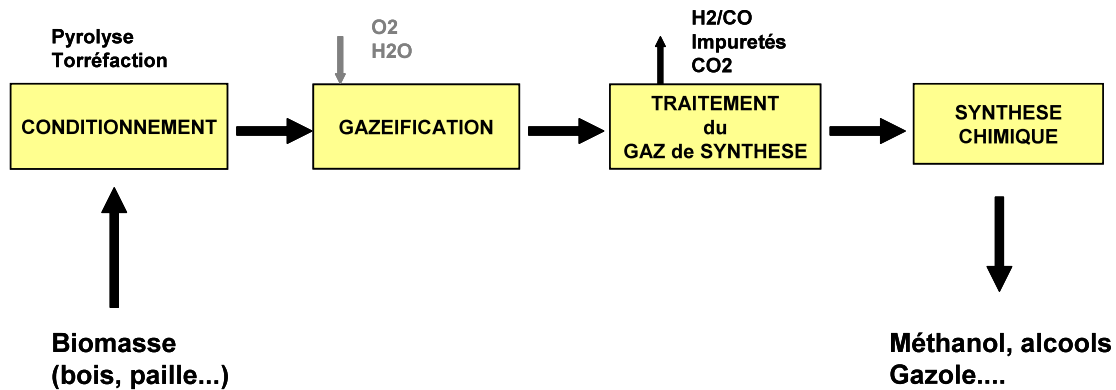 Pyrolyse
Torréfaction
O2
H2O
H2/CO
Impuretés
CO2
CONDITIONNEMENT
GAZEIFICATION
TRAITEMENT
du
GAZ de SYNTHESE
SYNTHESE
CHIMIQUE
Biomasse
(bois, paille...)
Méthanol, alcools
Gazole....